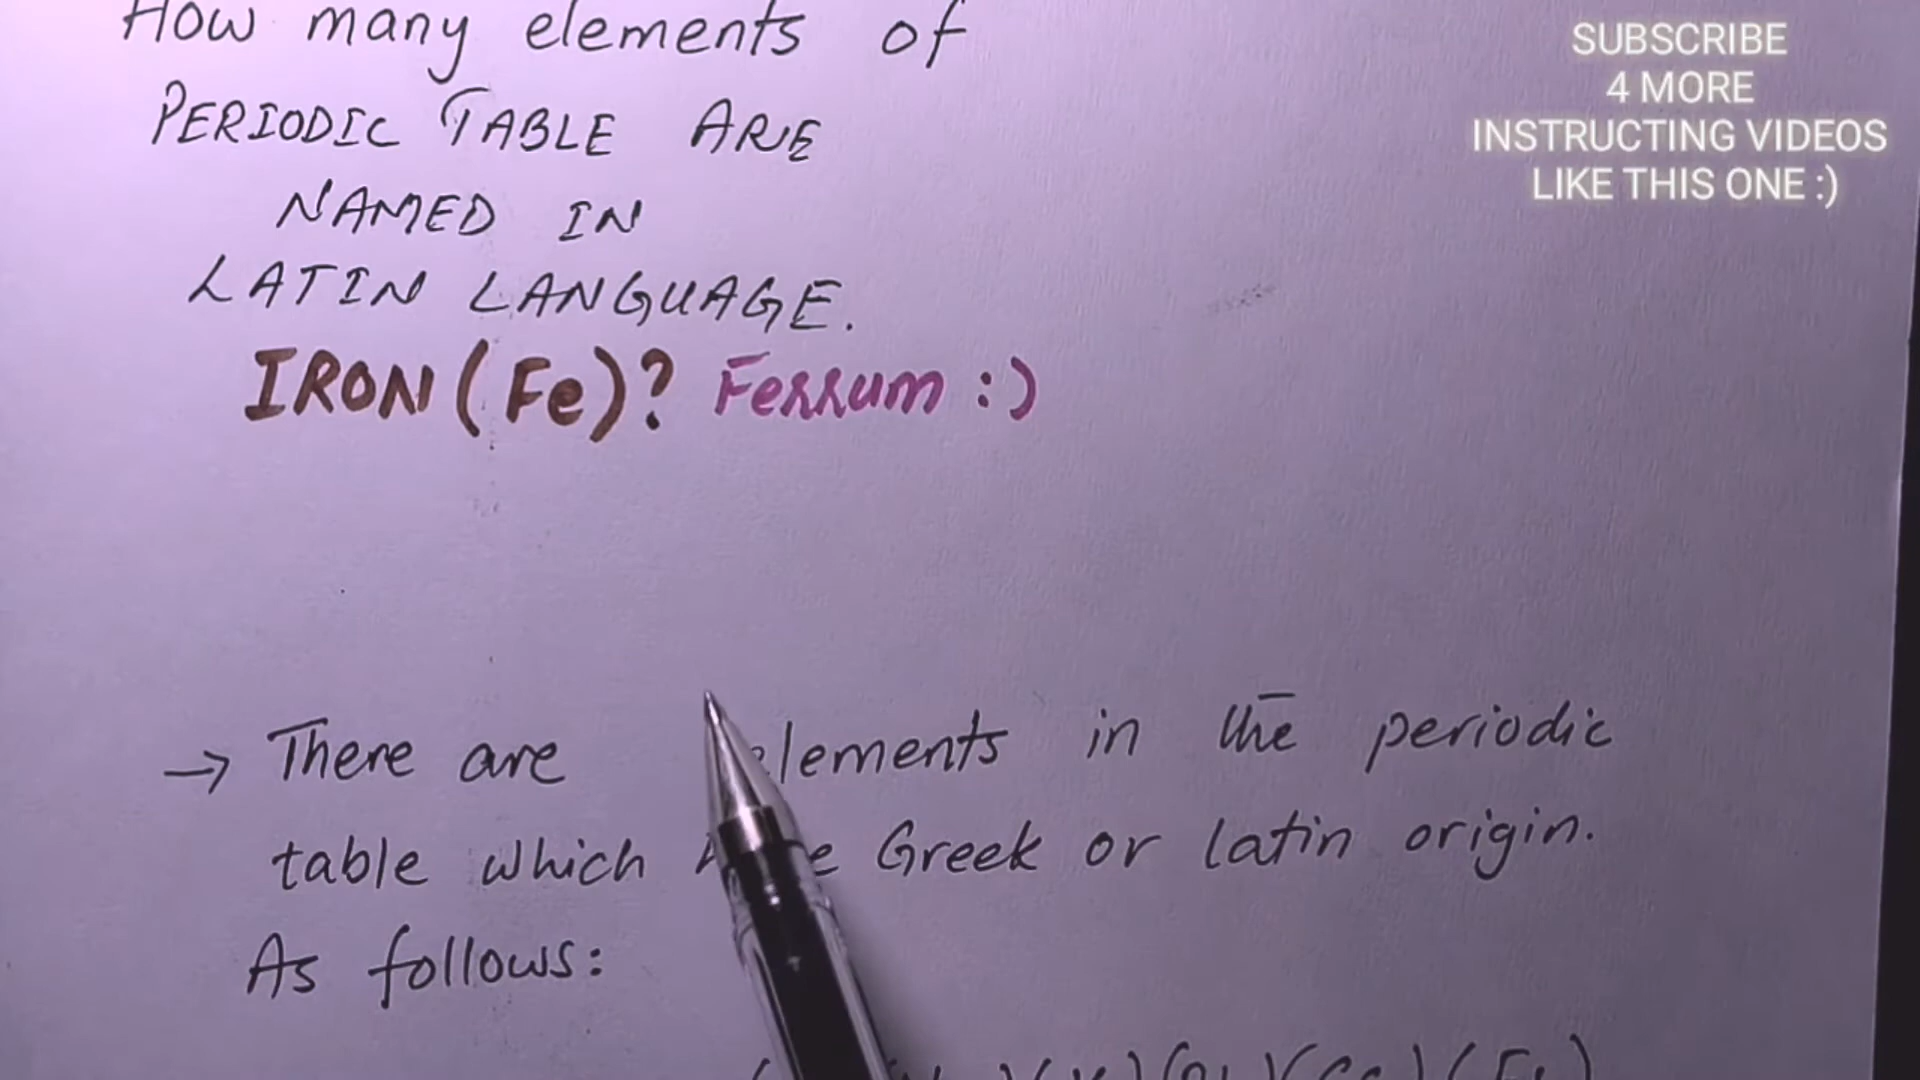 How many elements of
PERIODIC TABLE ARE
NAMED IN
LATIN LANGUAGE.
IRON (Fe)? Ferrum :)
→ There are elements in the periodic
table which Greek or latin origin.
As follows:
SUBSCRIBE
4 MORE
INSTRUCTING VIDEOS
LIKE THIS ONE :)